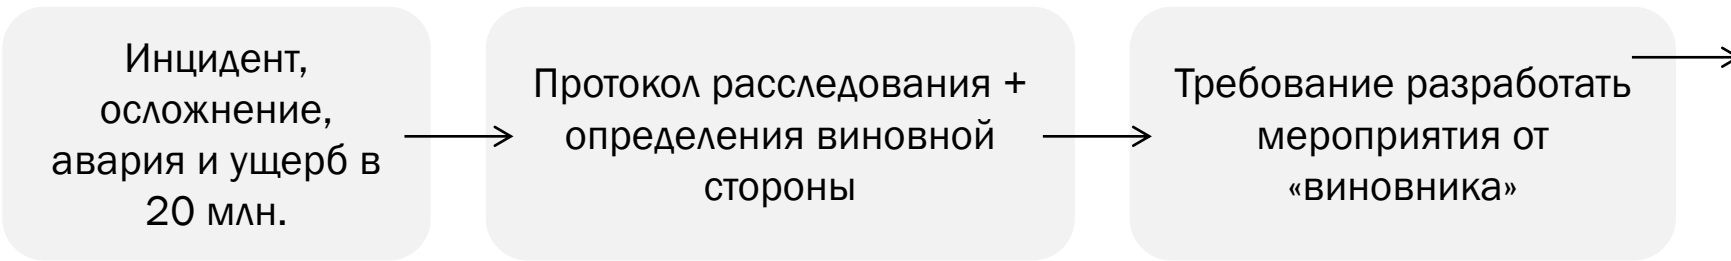 Инцидент,
осложнение,
авария и ущерб в
20 млн.
Протокол расследования +
определения виновной
стороны
Требование разработать
мероприятия от
«виновника»